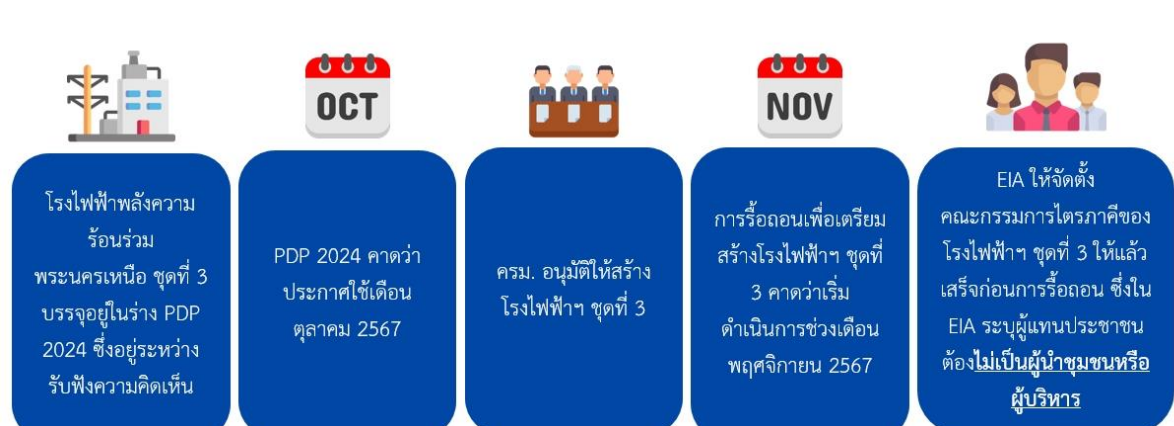 OCT
NOV
โรงไฟฟ้าพลังความ
ร้อนร่วม
พระนครเหนือ ชุดที่ 3
บรรจุอยู่ในร่าง PDP
2024 ซึ่งอยู่ระหว่าง
รับฟังความคิดเห็น
PDP 2024 คาดว่า
ประกาศใช้เดือน
ตุลาคม 2567
ครม. อนุมัติให้สร้าง
โรงไฟฟ้าฯ ชุดที่ 3
การรื้อถอนเพื่อเตรียม
สร้างโรงไฟฟ้าฯ ชุดที่
3 คาดว่าเริ่ม
ดำเนินการช่วงเดือน
พฤศจิกายน 2567
EIA ให้จัดตั้ง
คณะกรรมการไตรภาคีของ
โรงไฟฟ้าฯ ชุดที่ 3 ให้แล้ว
เสร็จก่อนการรื้อถอน ซึ่งใน
EIA ระบุผู้แทนประชาชน
ต้องไม่เป็นผู้นำชุมชนหรือ
ผู้บริหาร